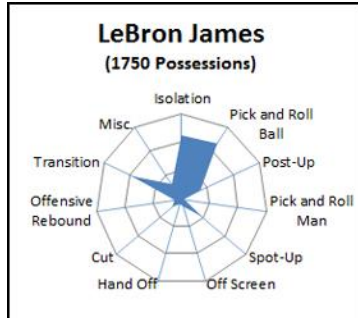 LeBron James
(1750 Possessions)
Isolation
Pick and Roll
Ball
Post-Up
Pick and Roll
Man
Spot-Up
Off Screen
Hand Off
Cut
Offensive
Rebound
Transition
Misc.